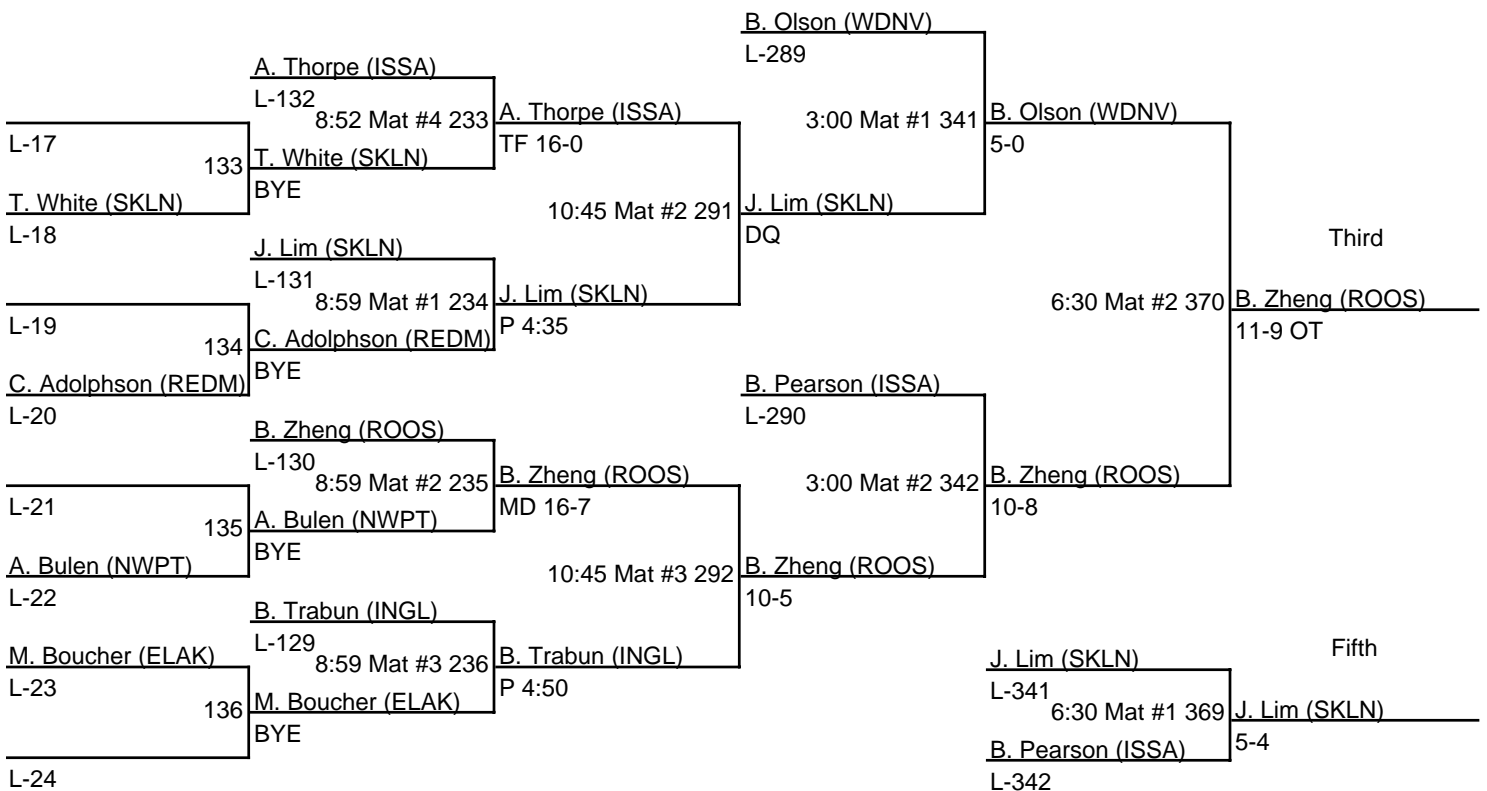 B. Olson (WDNV)
L-289
A. Thorpe (ISSA)
L-132
8:52 Mat #4 233
A. Thorpe (ISSA)
TF 16-0
3:00 Mat #1 341
B. Olson (WDNV)
5-0
L-17
133
T. White (SKLN)
BYE
T. White (SKLN)
L-18
10:45 Mat #2 291
J. Lim (SKLN)
DQ
J. Lim (SKLN)
L-131
8:59 Mat #1 234
J. Lim (SKLN)
P 4:35
Third
6:30 Mat #2 370
B. Zheng (ROOS)
11-9 OT
L-19
134
C. Adolphson (REDM)
BYE
C. Adolphson (REDM)
L-20
B. Pearson (ISSA)
L-290
B. Zheng (ROOS)
L-130
8:59 Mat #2 235
B. Zheng (ROOS)
MD 16-7
3:00 Mat #2 342
B. Zheng (ROOS)
10-8
L-21
135
A. Bulen (NWPT)
BYE
A. Bulen (NWPT)
L-22
10:45 Mat #3 292
B. Zheng (ROOS)
10-5
B. Trabun (INGL)
L-129
8:59 Mat #3 236
B. Trabun (INGL)
P 4:50
M. Boucher (ELAK)
L-23
136
M. Boucher (ELAK)
BYE
L-24
Fifth
J. Lim (SKLN)
L-341
6:30 Mat #1 369
J. Lim (SKLN)
5-4
B. Pearson (ISSA)
L-342